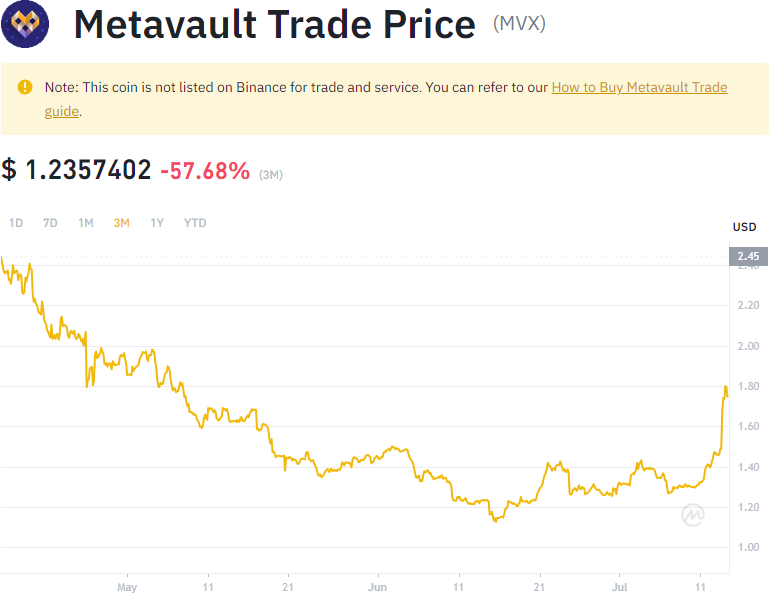 Metavault Trade Price (MVX)
Note: This coin is not listed on Binance for trade and service. You can refer to our How to Buy Metavault Trade
guide.
$ 1.2357402 -57.68% (3M)
1D 7D 1M 3M 1Y YTD
USD
2.45
2.40
2.20
2.00
1.80
1.60
1.40
1.20
1.00
May 11 21 Jun 11 21 Jul 11